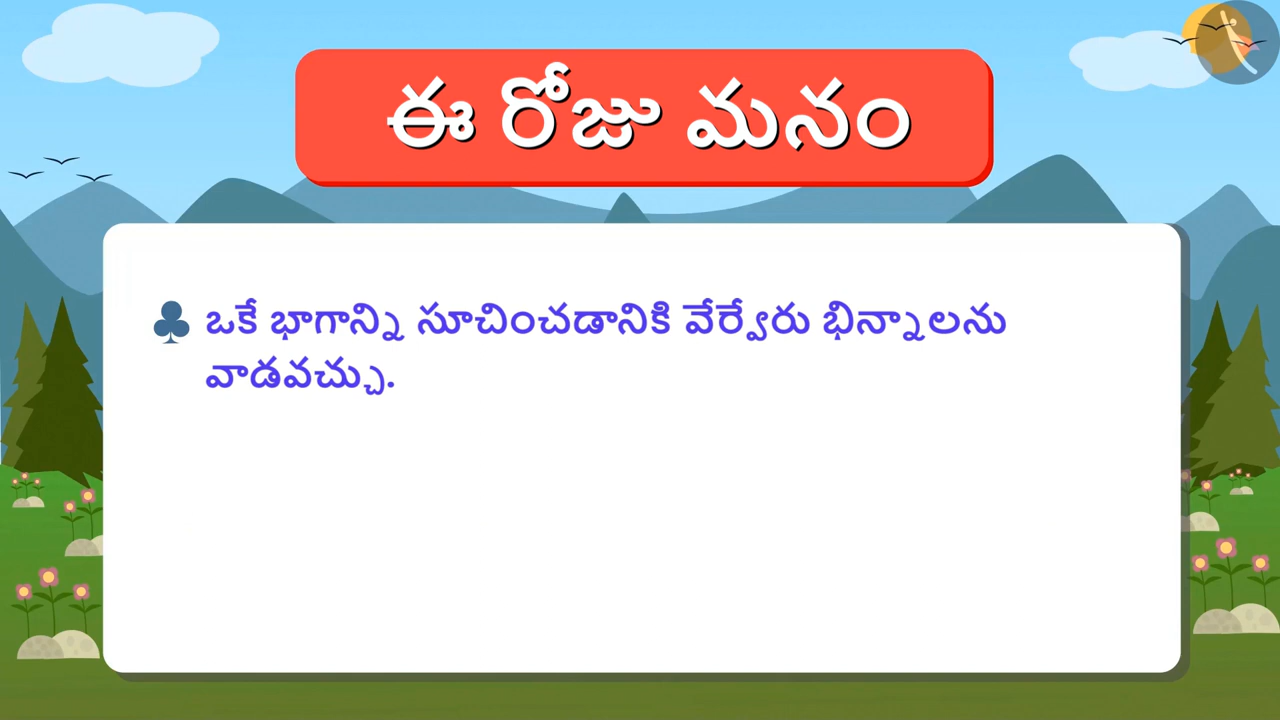 ఈ రోజు మనం
♣ ఒకే భాగాన్ని సూచించడానికి వేర్వేరు భిన్నాలను
వాడవచ్చు.